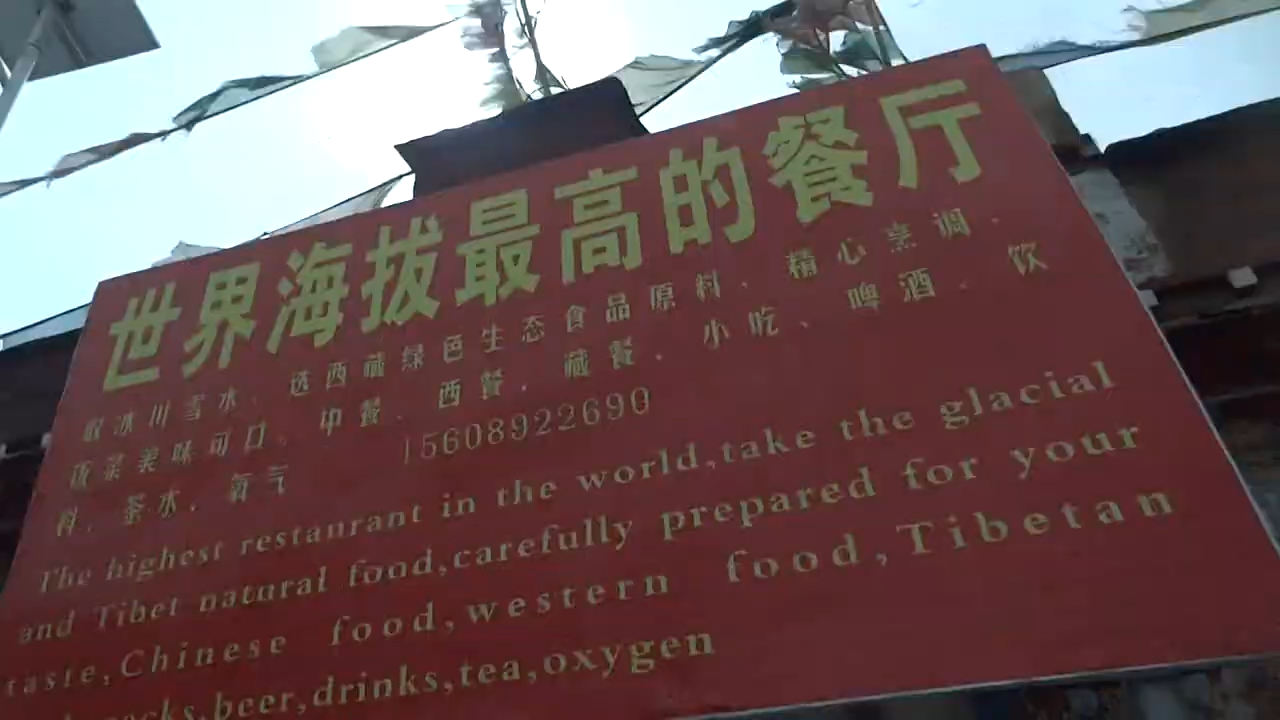 世界海拔最高的餐厅
取冰川雪水、选西藏绿色生态食品原料、精心烹调、
饭菜美味可口。中餐、西餐、藏餐、小吃、啤酒、饮
料、茶水、氧气 15608922690
The highest restaurant in the world,take the glacial
and Tibet natural food,carefully prepared for your
taste,Chinese food,western food,Tibetan
beer,drinks,tea,oxygen